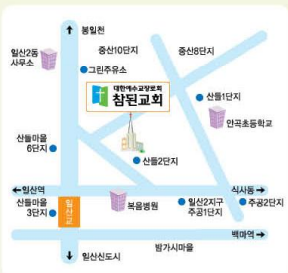 봉일천
일산2동
사무소
중산10단지
중산8단지
그린주유소
대한예수교장로회
참된교회
산들1단지
안곡초등학교
산들마을
6단지
산들2단지
←일산역
식사동→
산들마을
3단지
일산교
복음병원
일산2지구
주공1단지
주공2단지
백마역→
밤가시마을
일산신도시